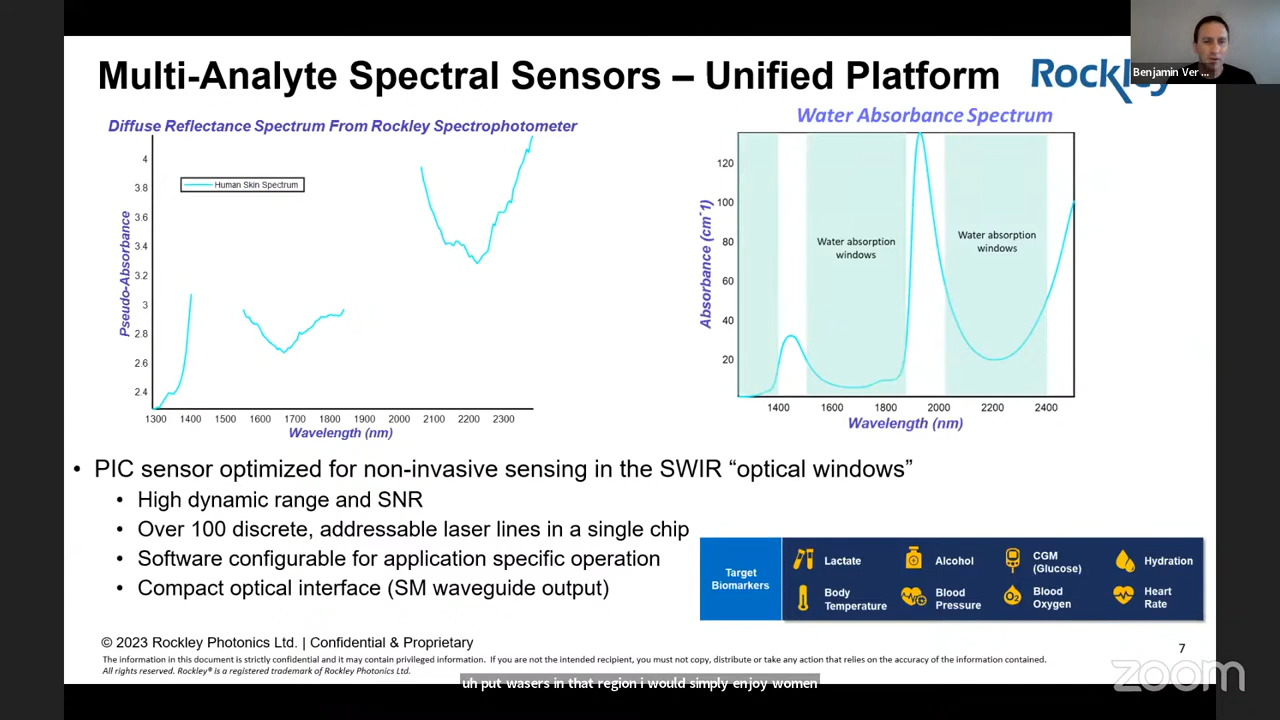 Multi-Analyte Spectral Sensors – Unified Platform
Rockley
Benjamin Ver ...
Diffuse Reflectance Spectrum From Rockley Spectrophotometer
Human Skin Spectrum
Pseudo-Absorbance
4
3.8
3.6
3.4
3.2
3
2.8
2.6
2.4
1300 1400 1500 1600 1700 1800 1900 2000 2100 2200 2300
Wavelength (nm)
Water Absorbance Spectrum
Absorbance (cm-1)
120
100
80
60
40
20
Water absorption
windows
Water absorption
windows
1400 1600 1800 2000 2200 2400
Wavelength (nm)
• PIC sensor optimized for non-invasive sensing in the SWIR “optical windows”
• High dynamic range and SNR
• Over 100 discrete, addressable laser lines in a single chip
• Software configurable for application specific operation
• Compact optical interface (SM waveguide output)
Target
Biomarkers
Lactate
Alcohol
CGM
(Glucose)
Hydration
Body
Temperature
Blood
Pressure
O2
Blood
Oxygen
Heart
Rate
© 2023 Rockley Photonics Ltd. | Confidential & Proprietary
7
The information in this document is strictly confidential and it may contain privileged information. If you are not the intended recipient, you must not copy, distribute or take any action that relies on the accuracy of the information contained.
All rights reserved. Rockley® is a registered trademark of Rockley Photonics Ltd.
uh put wasers in that region i would simply enjoy women
zoom